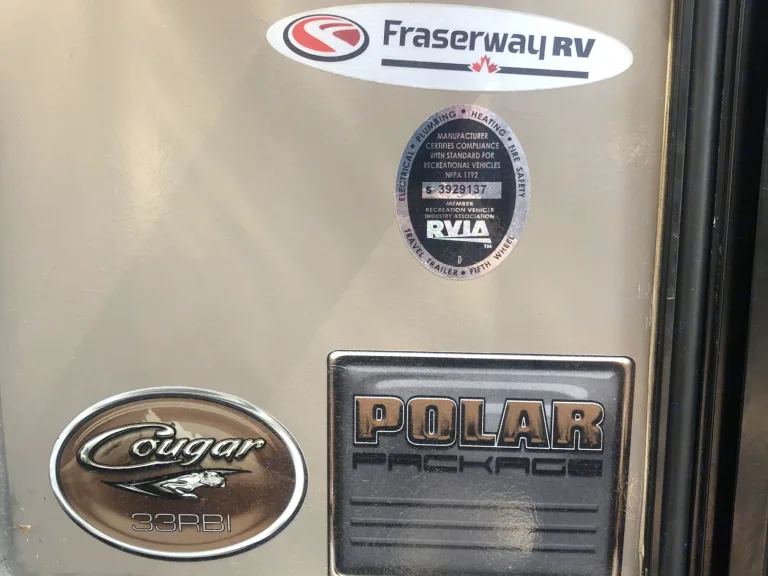 Fraserway RV
ELECTRICAL • PLUMBING • HEATING • FIRE SAFETY
MANUFACTURER
CERTIFIES COMPLIANCE
WITH STANDARD FOR
RECREATIONAL VEHICLES
NFPA 1192
S 3929137
MEMBER
RECREATION VEHICLE
INDUSTRY ASSOCIATION
RVIA
TM
D
TRAVEL TRAILER • FIFTH WHEEL
Cougar
33RBI
POLAR
PACKAGE